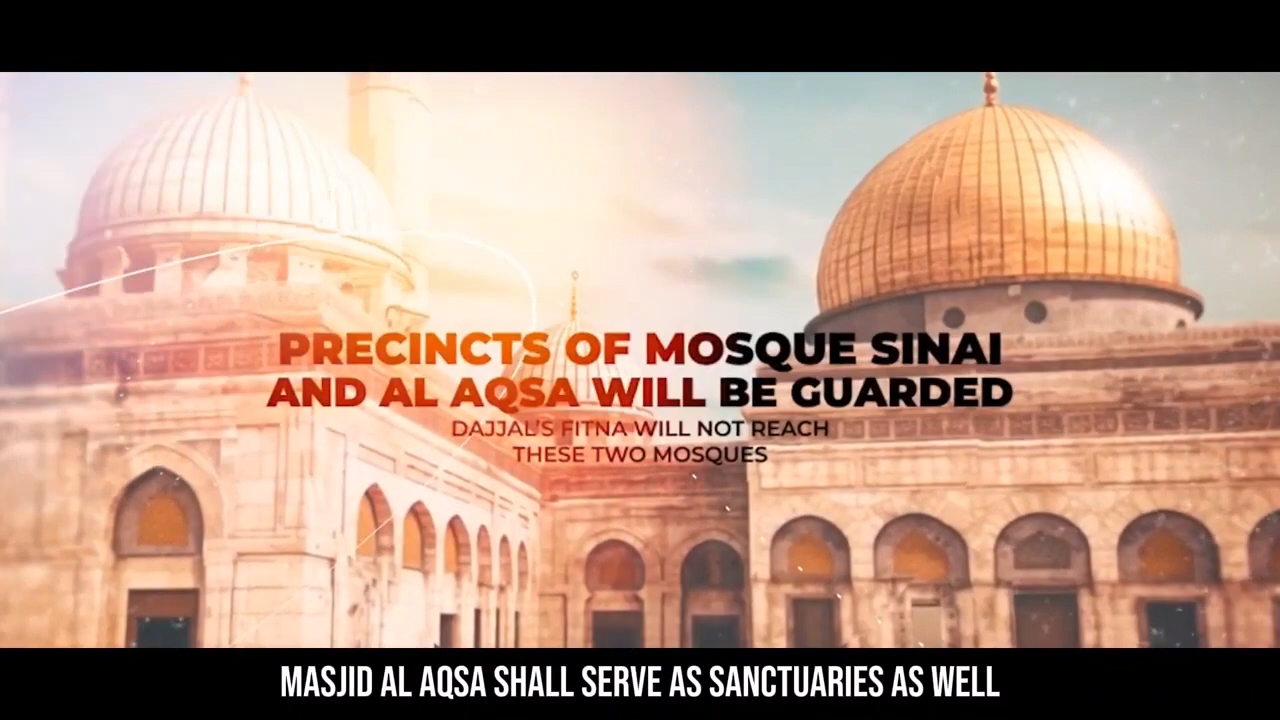 PRECINCTS OF MOSQUE SINAI
AND AL AQSA WILL BE GUARDED
DAJJAL'S FITNA WILL NOT REACH
THESE TWO MOSQUES
MASJID AL AQSA SHALL SERVE AS SANCTUARIES AS WELL